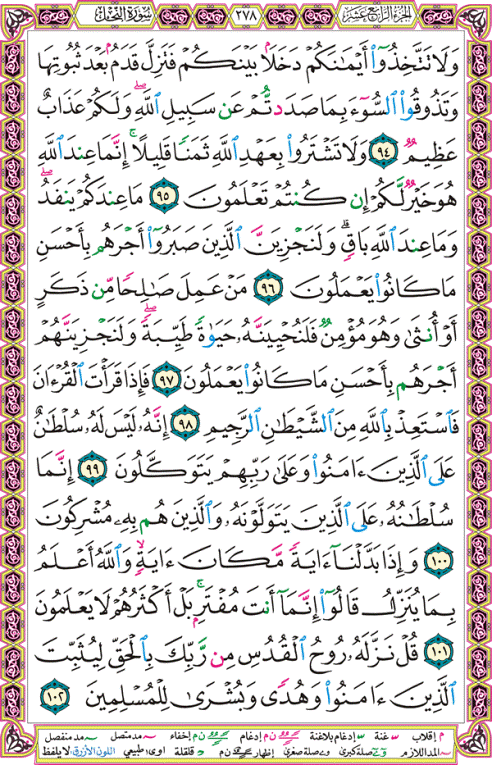 الجزء الرابع عشر ٢٧٨ سورة النحل
وَلَا تَتَّخِذُوٓا۟ أَيْمَـٰنَكُمْ دَخَلًۢا بَيْنَكُمْ فَتَزِلَّ قَدَمٌۢ بَعْدَ ثُبُوتِهَا
وَتَذُوقُوا۟ ٱلسُّوٓءَ بِمَا صَدَدتُّمْ عَن سَبِيلِ ٱللَّهِ ۖ وَلَكُمْ عَذَابٌ
عَظِيمٌ ٩٤ وَلَا تَشْتَرُوا۟ بِعَهْدِ ٱللَّهِ ثَمَنًا قَلِيلًا ۚ إِنَّمَا عِندَ ٱللَّهِ
هُوَ خَيْرٌ لَّكُمْ إِن كُنتُمْ تَعْلَمُونَ ٩٥ مَا عِندَكُمْ يَنفَدُ ۖ
وَمَا عِندَ ٱللَّهِ بَاقٍ ۗ وَلَنَجْزِيَنَّ ٱلَّذِينَ صَبَرُوٓا۟ أَجْرَهُم بِأَحْسَنِ
مَا كَانُوا۟ يَعْمَلُونَ ٩٦ مَنْ عَمِلَ صَـٰلِحًا مِّن ذَكَرٍ
أَوْ أُنثَىٰ وَهُوَ مُؤْمِنٌ فَلَنُحْيِيَنَّهُۥ حَيَوٰةً طَيِّبَةً ۖ وَلَنَجْزِيَنَّهُمْ
أَجْرَهُم بِأَحْسَنِ مَا كَانُوا۟ يَعْمَلُونَ ٩٧ فَإِذَا قَرَأْتَ ٱلْقُرْءَانَ
فَٱسْتَعِذْ بِٱللَّهِ مِنَ ٱلشَّيْطَـٰنِ ٱلرَّجِيمِ ٩٨ إِنَّهُۥ لَيْسَ لَهُۥ سُلْطَـٰنٌ
عَلَى ٱلَّذِينَ ءَامَنُوا۟ وَعَلَىٰ رَبِّهِمْ يَتَوَكَّلُونَ ٩٩ إِنَّمَا
سُلْطَـٰنُهُۥ عَلَى ٱلَّذِينَ يَتَوَلَّوْنَهُۥ وَٱلَّذِينَ هُم بِهِۦ مُشْرِكُونَ
١٠٠ وَإِذَا بَدَّلْنَآ ءَايَةً مَّكَانَ ءَايَةٍ ۙ وَٱللَّهُ أَعْلَمُ
بِمَا يُنَزِّلُ قَالُوٓا۟ إِنَّمَآ أَنتَ مُفْتَرٍۭ ۚ بَلْ أَكْثَرُهُمْ لَا يَعْلَمُونَ
١٠١ قُلْ نَزَّلَهُۥ رُوحُ ٱلْقُدُسِ مِن رَّبِّكَ بِٱلْحَقِّ لِيُثَبِّتَ
ٱلَّذِينَ ءَامَنُوا۟ وَهُدًى وَبُشْرَىٰ لِلْمُسْلِمِينَ ١٠٢
م إقلاب غنة إدغام بلاغنة ن م إدغام ن م إخفاء مد متصل مد منفصل
المد اللازم صلة كبرى صلة صغرى إظهار ن م قلقلة اوى طبيعي اللون الأزرق لا يلفظ